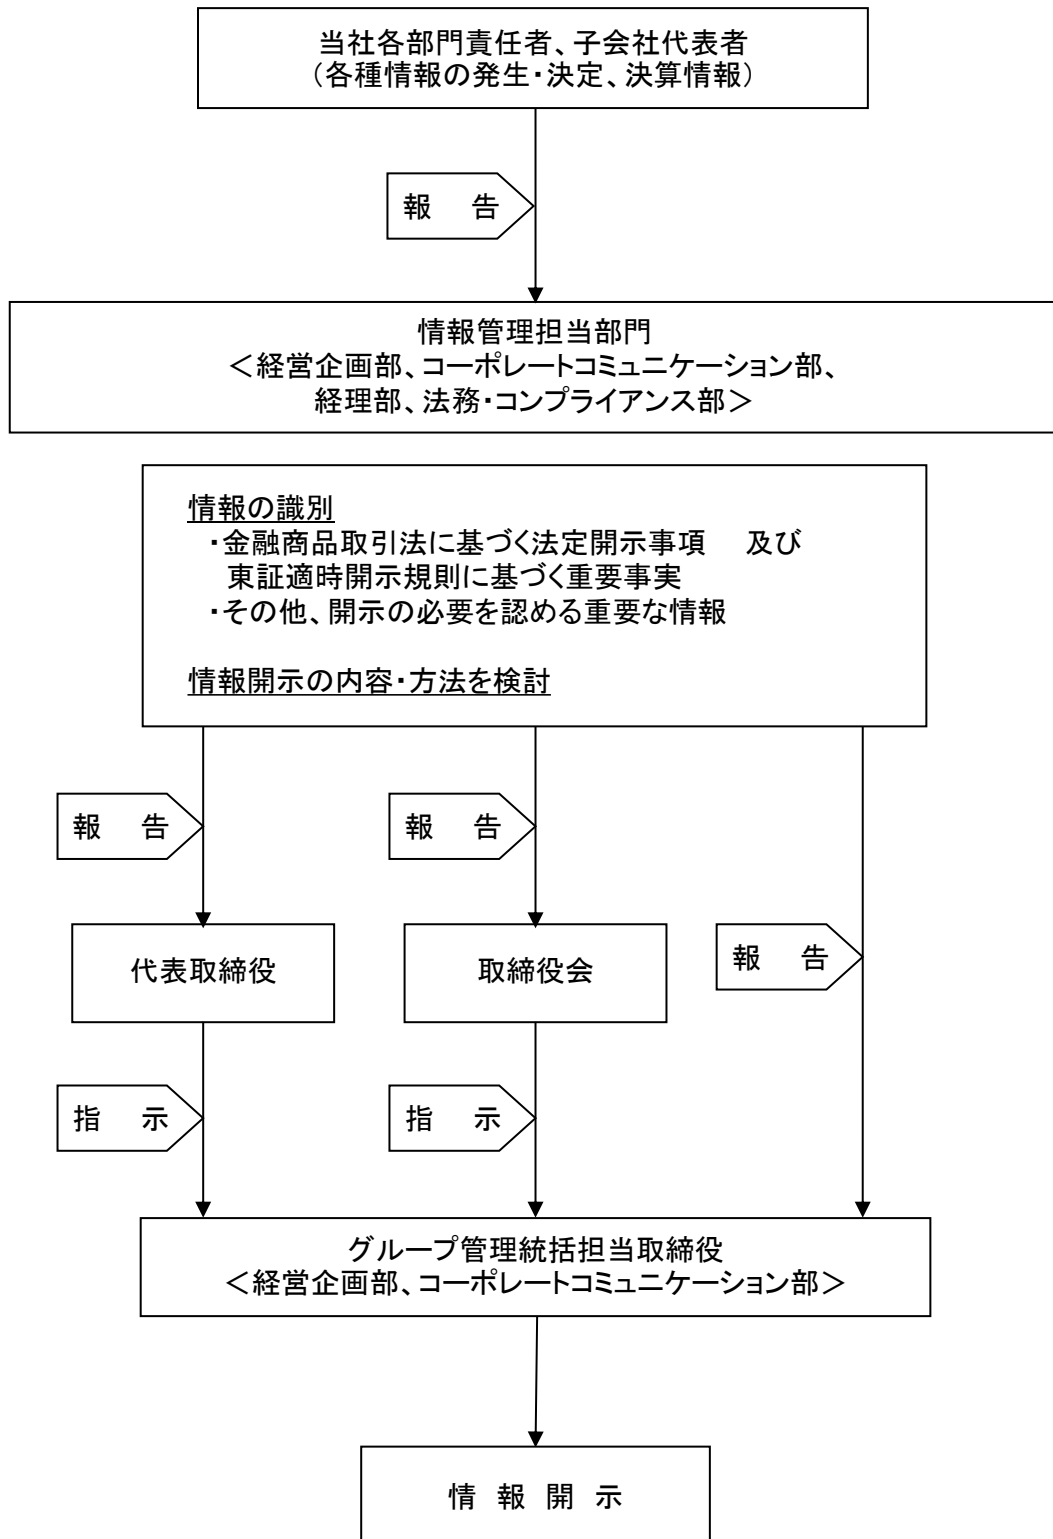 当社各部門責任者、子会社代表者
(各種情報の発生・決定、決算情報)
報 告
情報管理担当部門
＜経営企画部、コーポレートコミュニケーション部、
経理部、法務・コンプライアンス部＞
情報の識別
・金融商品取引法に基づく法定開示事項 及び
東証適時開示規則に基づく重要事実
・その他、開示の必要を認める重要な情報
情報開示の内容・方法を検討
報 告
報 告
代表取締役
取締役会
報 告
指 示
指 示
グループ管理統括担当取締役
＜経営企画部、コーポレートコミュニケーション部＞
情 報 開 示